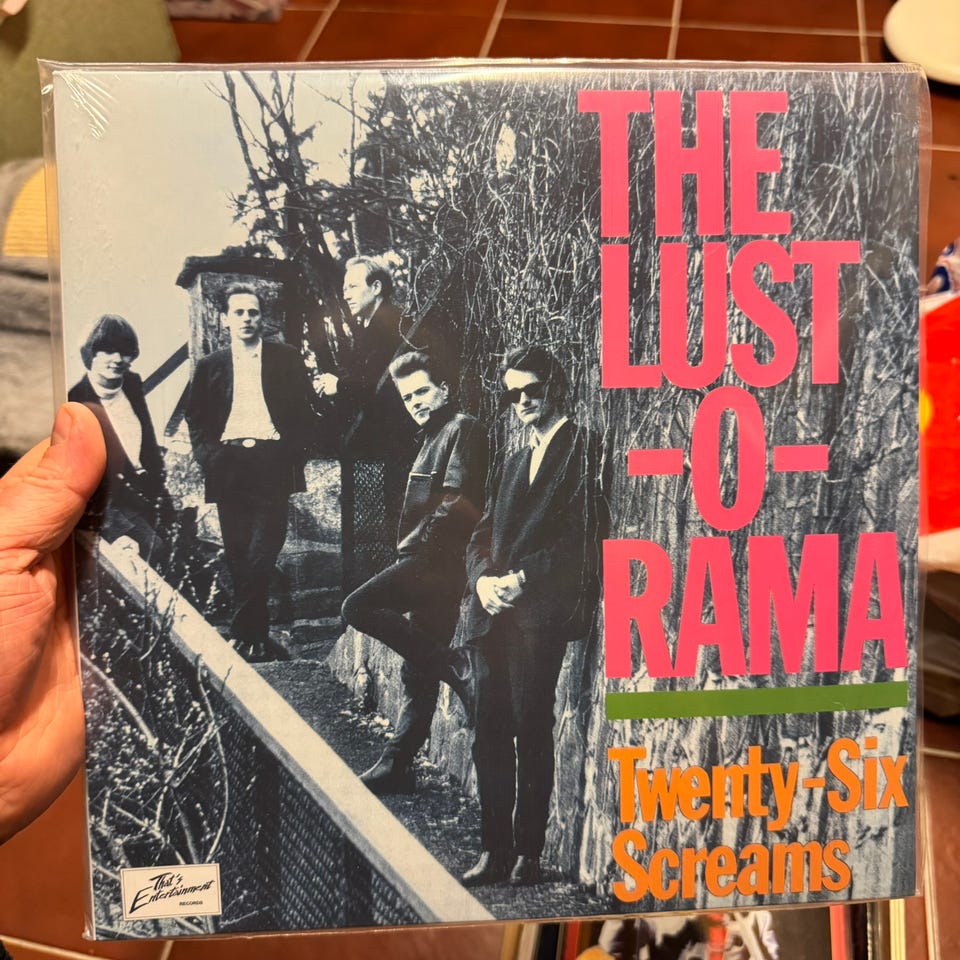 THE
LUST
-O-
RAMA
Twenty-Six
Screams
That's
Entertainment
RECORDS